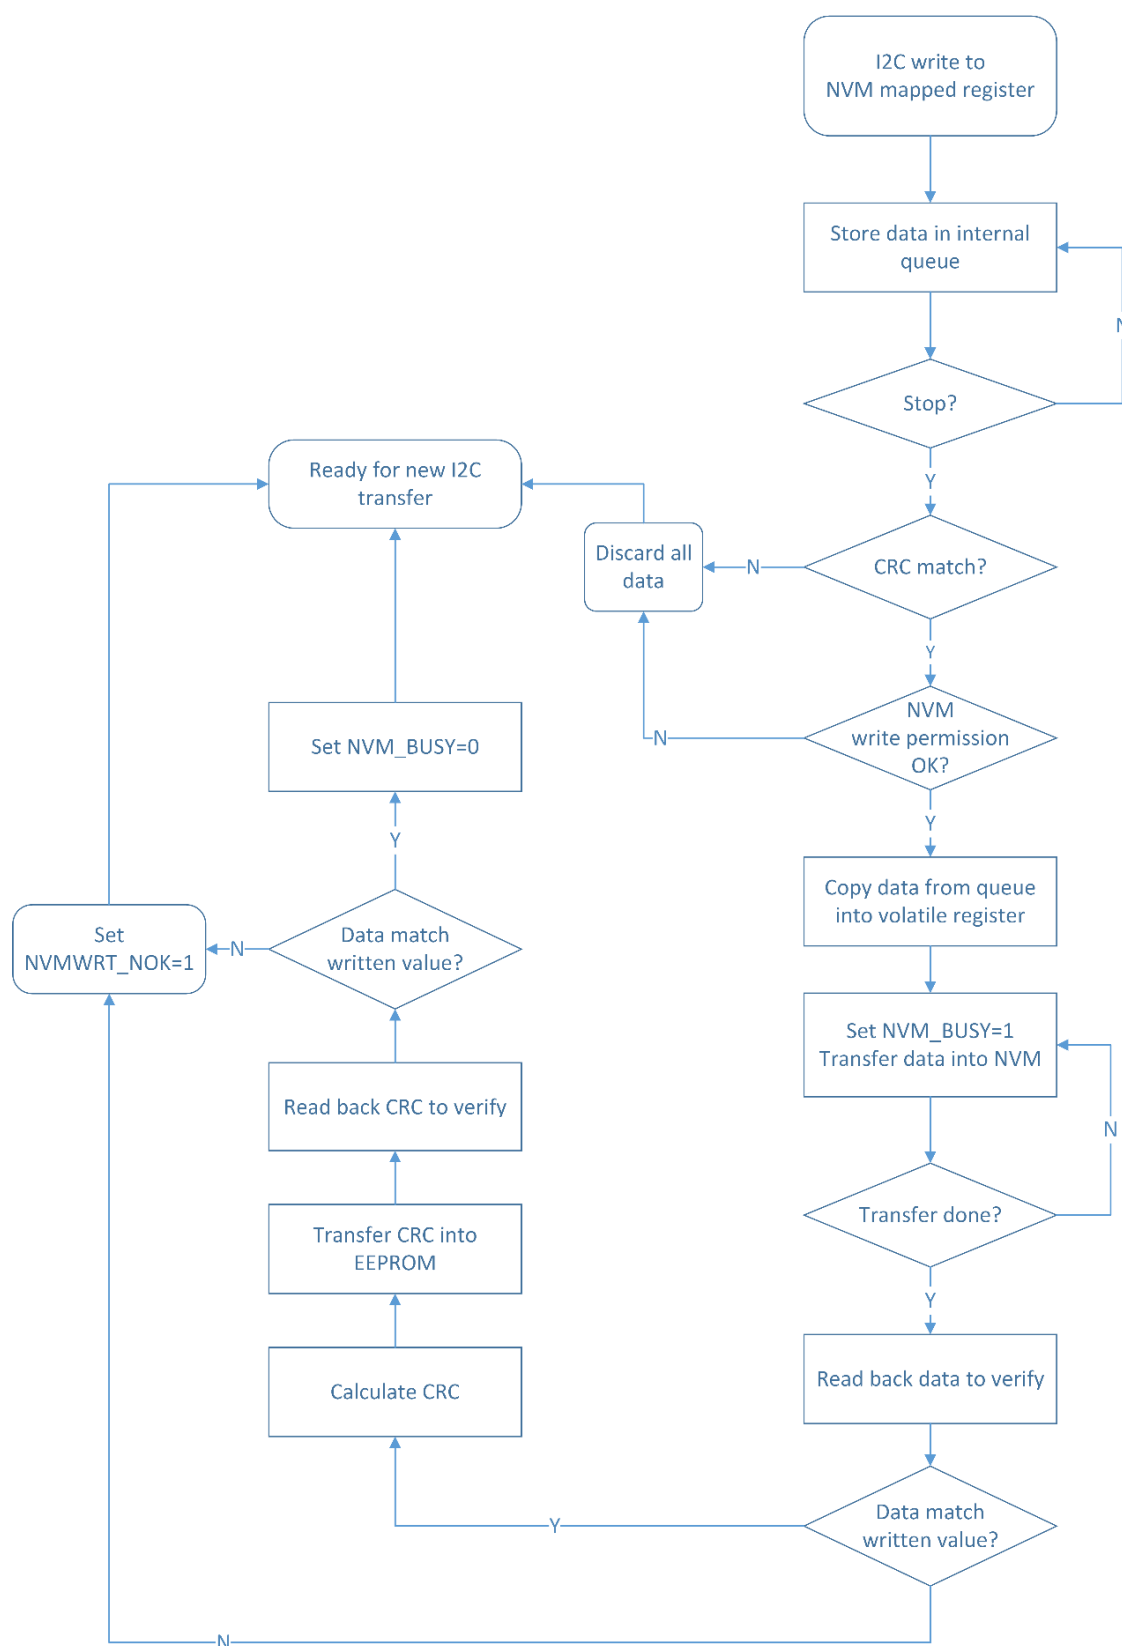 I2C write to
NVM mapped register
Store data in internal
queue
N
Stop?
Y
CRC match?
N
Discard all
data
Ready for new I2C
transfer
Y
NVM
write permission
OK?
N
Y
Copy data from queue
into volatile register
Set NVM_BUSY=1
Transfer data into NVM
N
Transfer done?
Y
Read back data to verify
Data match
written value?
Y
N
Calculate CRC
Transfer CRC into
EEPROM
Read back CRC to verify
Data match
written value?
N
Set
NVMWRT_NOK=1
Y
Set NVM_BUSY=0